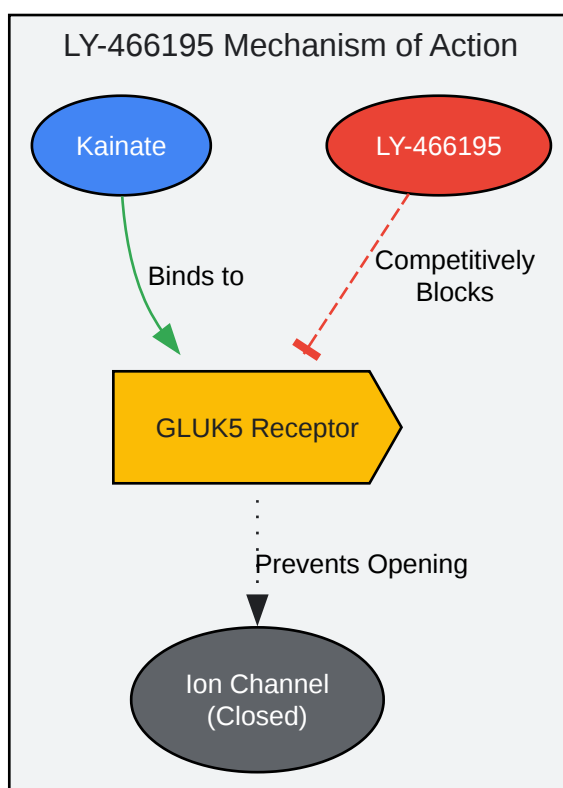 LY-466195 Mechanism of Action
Kainate
LY-466195
Binds to
Competitively
Blocks
GLUK5 Receptor
Prevents Opening
Ion Channel
(Closed)